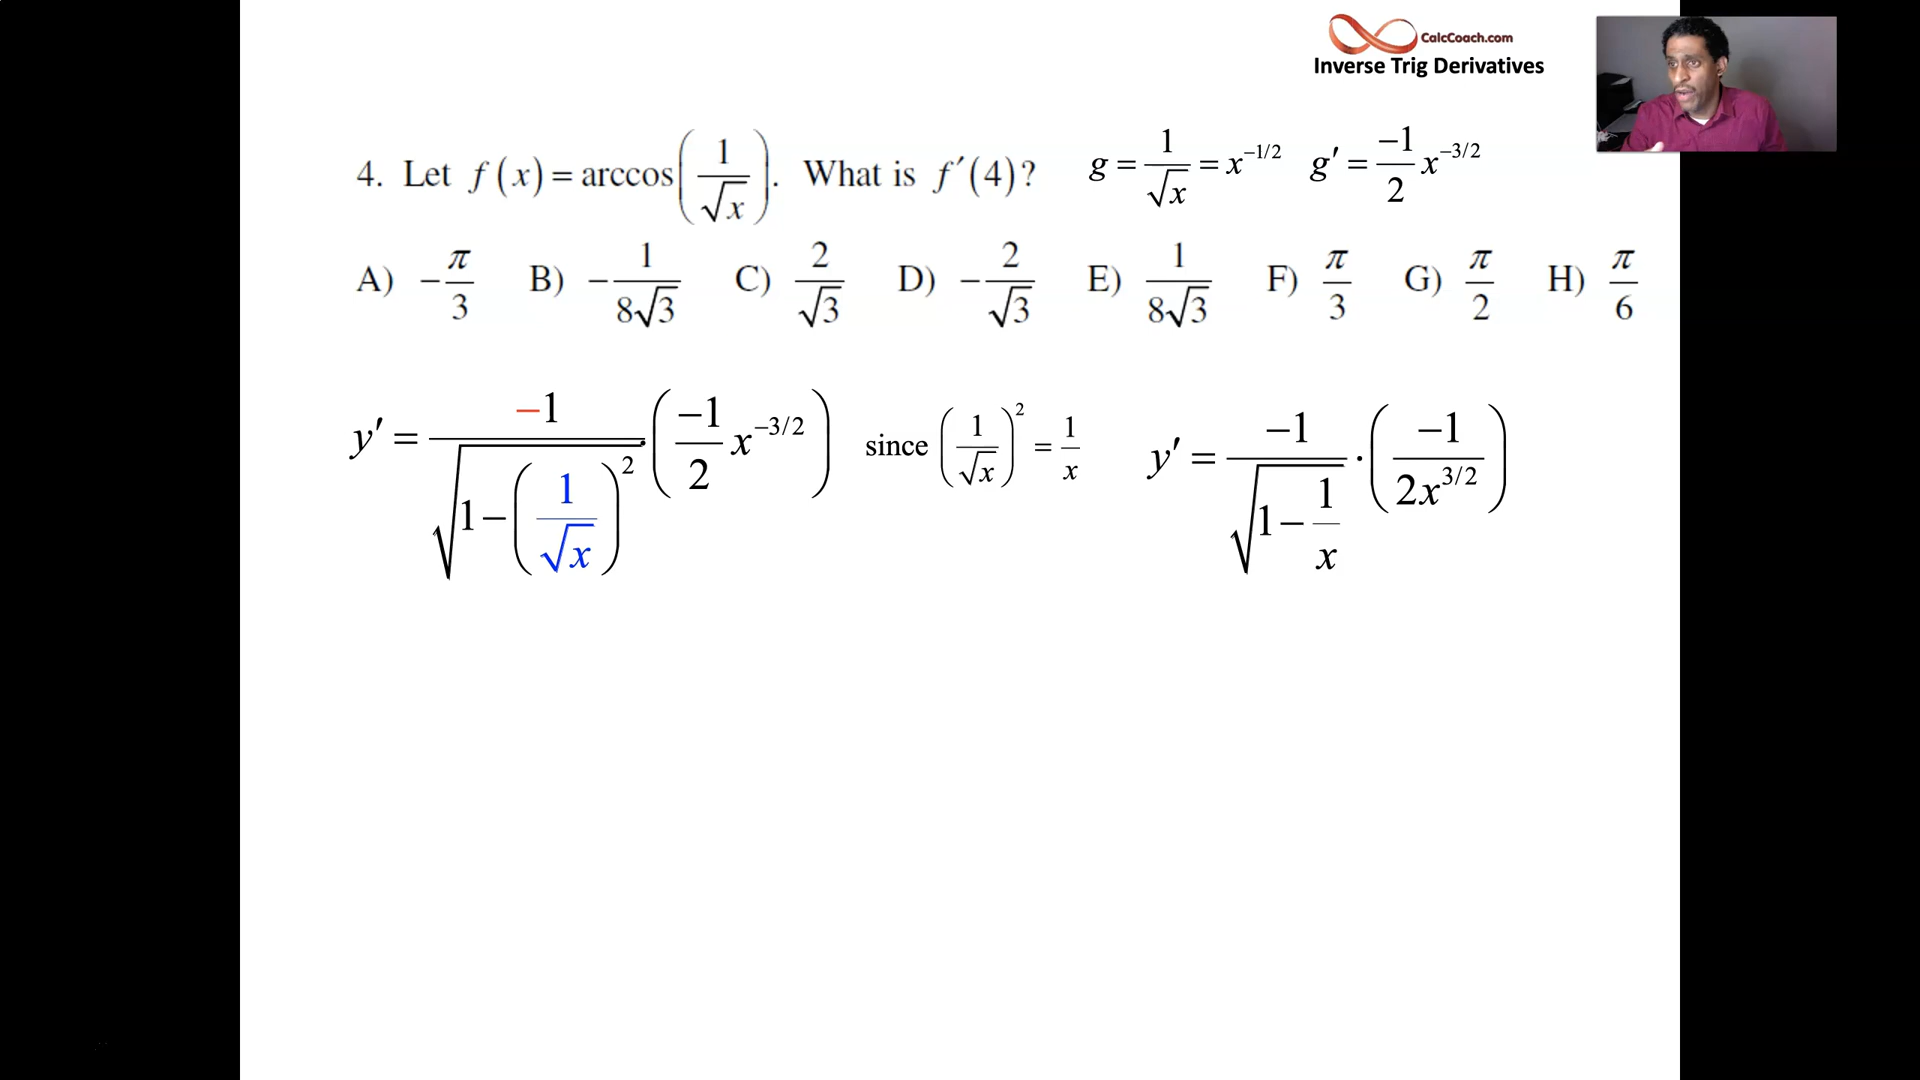 CalcCoach.com
Inverse Trig Derivatives
4. Let f(x) = arccos(1/√x). What is f′(4)? g = 1/√x = x^(−1/2) g′ = −1/2 x^(−3/2)
A) −π/3 B) −1/(8√3) C) 2/√3 D) −2/√3 E) 1/(8√3) F) π/3 G) π/2 H) π/6
y′ = −1/√(1−(1/√x)²) · (−1/2 x^(−3/2)) since (1/√x)² = 1/x y′ = −1/√(1−1/x) · (−1/(2x^(3/2)))